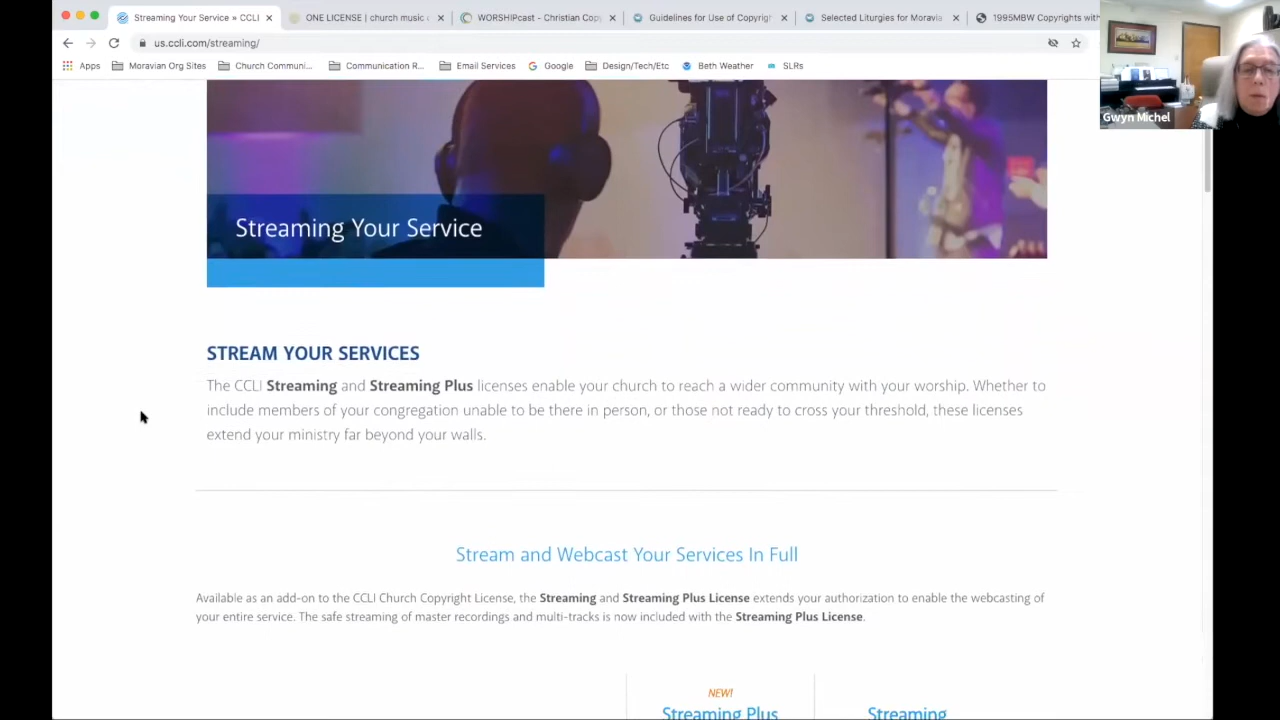 Streaming Your Service » CCLI
ONE LICENSE | church music
WORSHIPcast - Christian Cop
Guidelines for Use of Copyrig
Selected Liturgies for Moravia
1995MBW Copyrights with
us.ccli.com/streaming/
Apps
Moravian Org Sites
Church Communi...
Communication R...
Email Services
Google
Design/Tech/Etc
Beth Weather
SLRs
Gwyn Michel
Streaming Your Service
STREAM YOUR SERVICES
The CCLI Streaming and Streaming Plus licenses enable your church to reach a wider community with your worship. Whether to
include members of your congregation unable to be there in person, or those not ready to cross your threshold, these licenses
extend your ministry far beyond your walls.
Stream and Webcast Your Services In Full
Available as an add-on to the CCLI Church Copyright License, the Streaming and Streaming Plus License extends your authorization to enable the webcasting of
your entire service. The safe streaming of master recordings and multi-tracks is now included with the Streaming Plus License.
NEW!
Streaming Plus
Streaming